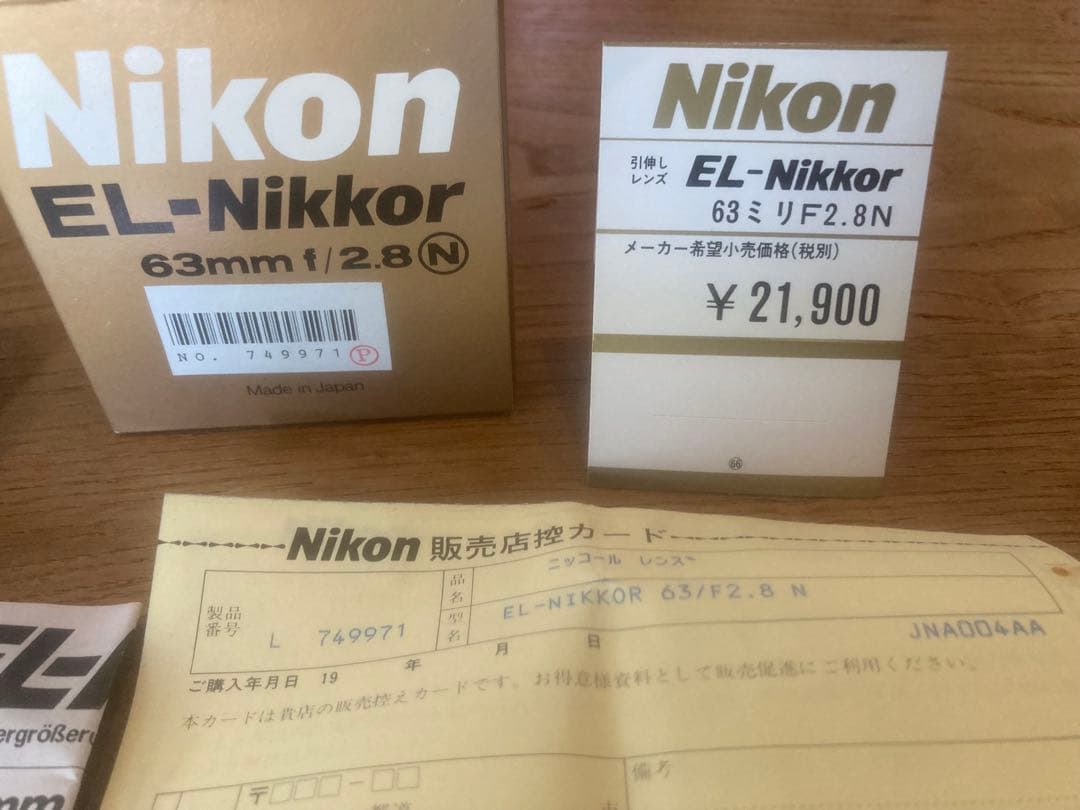 Nikon
EL-Nikkor
63mm f/2.8 Ⓝ
No. 749971 Ⓟ
Made in Japan
Nikon
引伸し
レンズ
EL-Nikkor
63ミリF2.8N
メーカー希望小売価格(税別)
¥21,900
66
Nikon 販売店控カード
製品
番号
L 749971
品
名
ニッコール レンズ
型
名
EL-NIKKOR 63/F2.8 N
JNA004AA
ご購入年月日 19 年 月 日
本カードは貴店の販売控えカードです。お得意様資料として販売促進にご利用ください。
〒
備考
EL-
mm